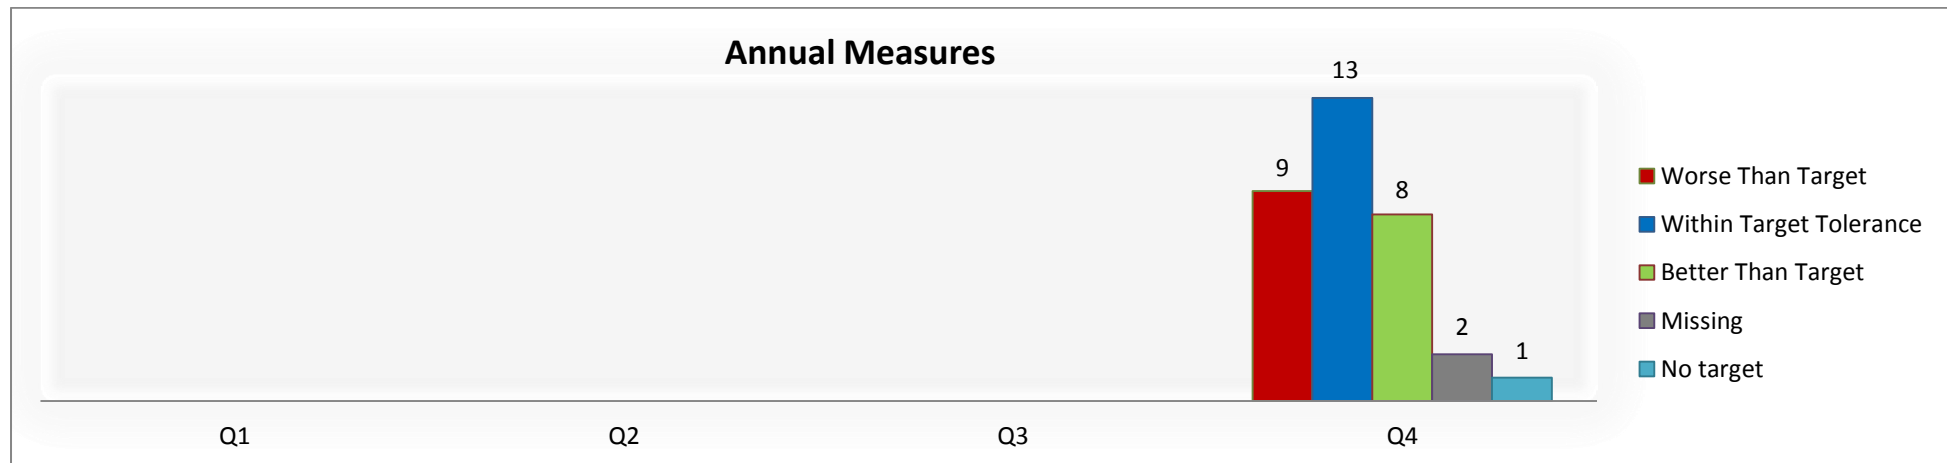 Annual Measures
13
9
8
2
1
Worse Than Target
Within Target Tolerance
Better Than Target
Missing
No target
Q1
Q2
Q3
Q4